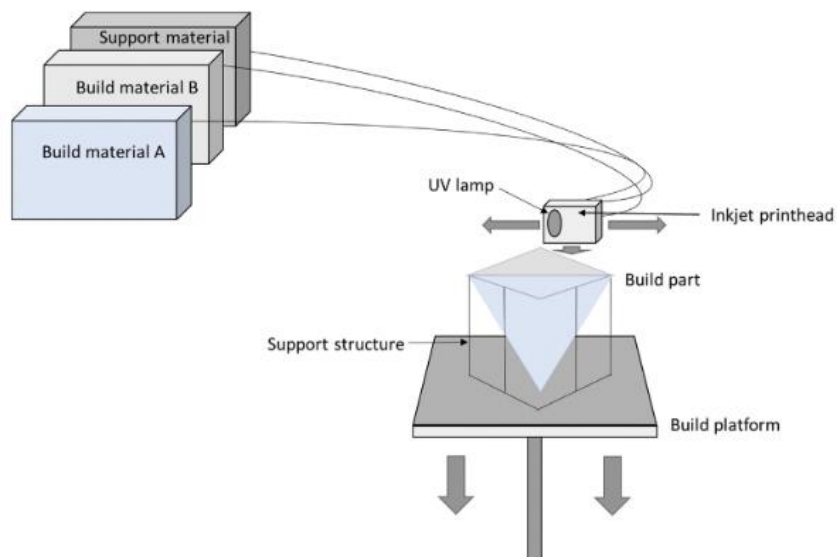 Support material
Build material B
Build material A
UV lamp
Inkjet printhead
Build part
Support structure
Build platform